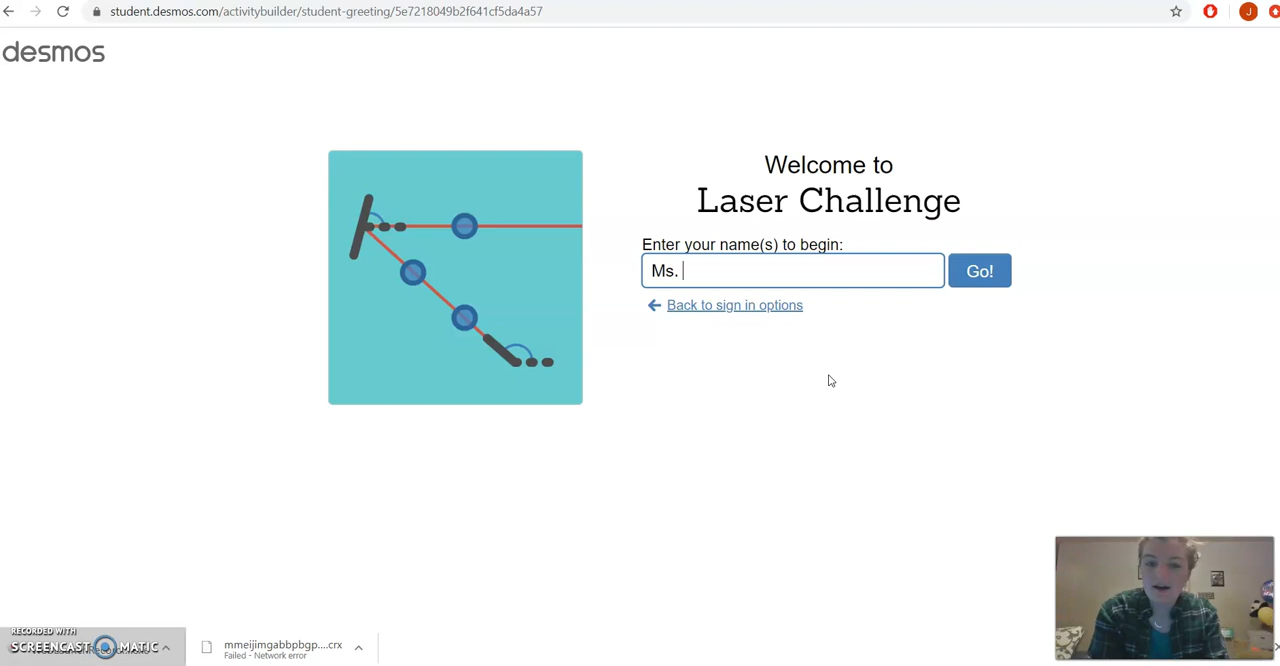 student.desmos.com/activitybuilder/student-greeting/5e7218049b2f641cf5da4a57
J
desmos
Welcome to
Laser Challenge
Enter your name(s) to begin:
Ms.
Go!
Back to sign in options
RECORDED WITH
SCREENCAST MATIC
mmeijimgabbpbgp....crx
Failed - Network error